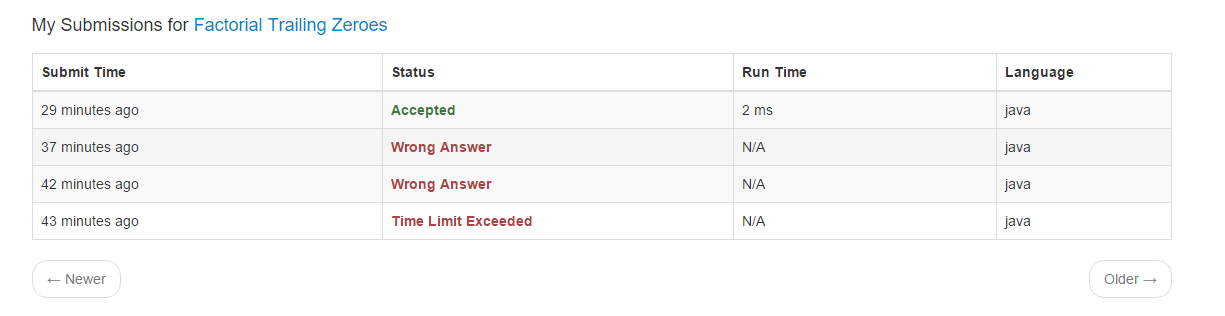 My Submissions for Factorial Trailing Zeroes
Submit Time Status Run Time Language
29 minutes ago Accepted 2 ms java
37 minutes ago Wrong Answer N/A java
42 minutes ago Wrong Answer N/A java
43 minutes ago Time Limit Exceeded N/A java
← Newer Older →